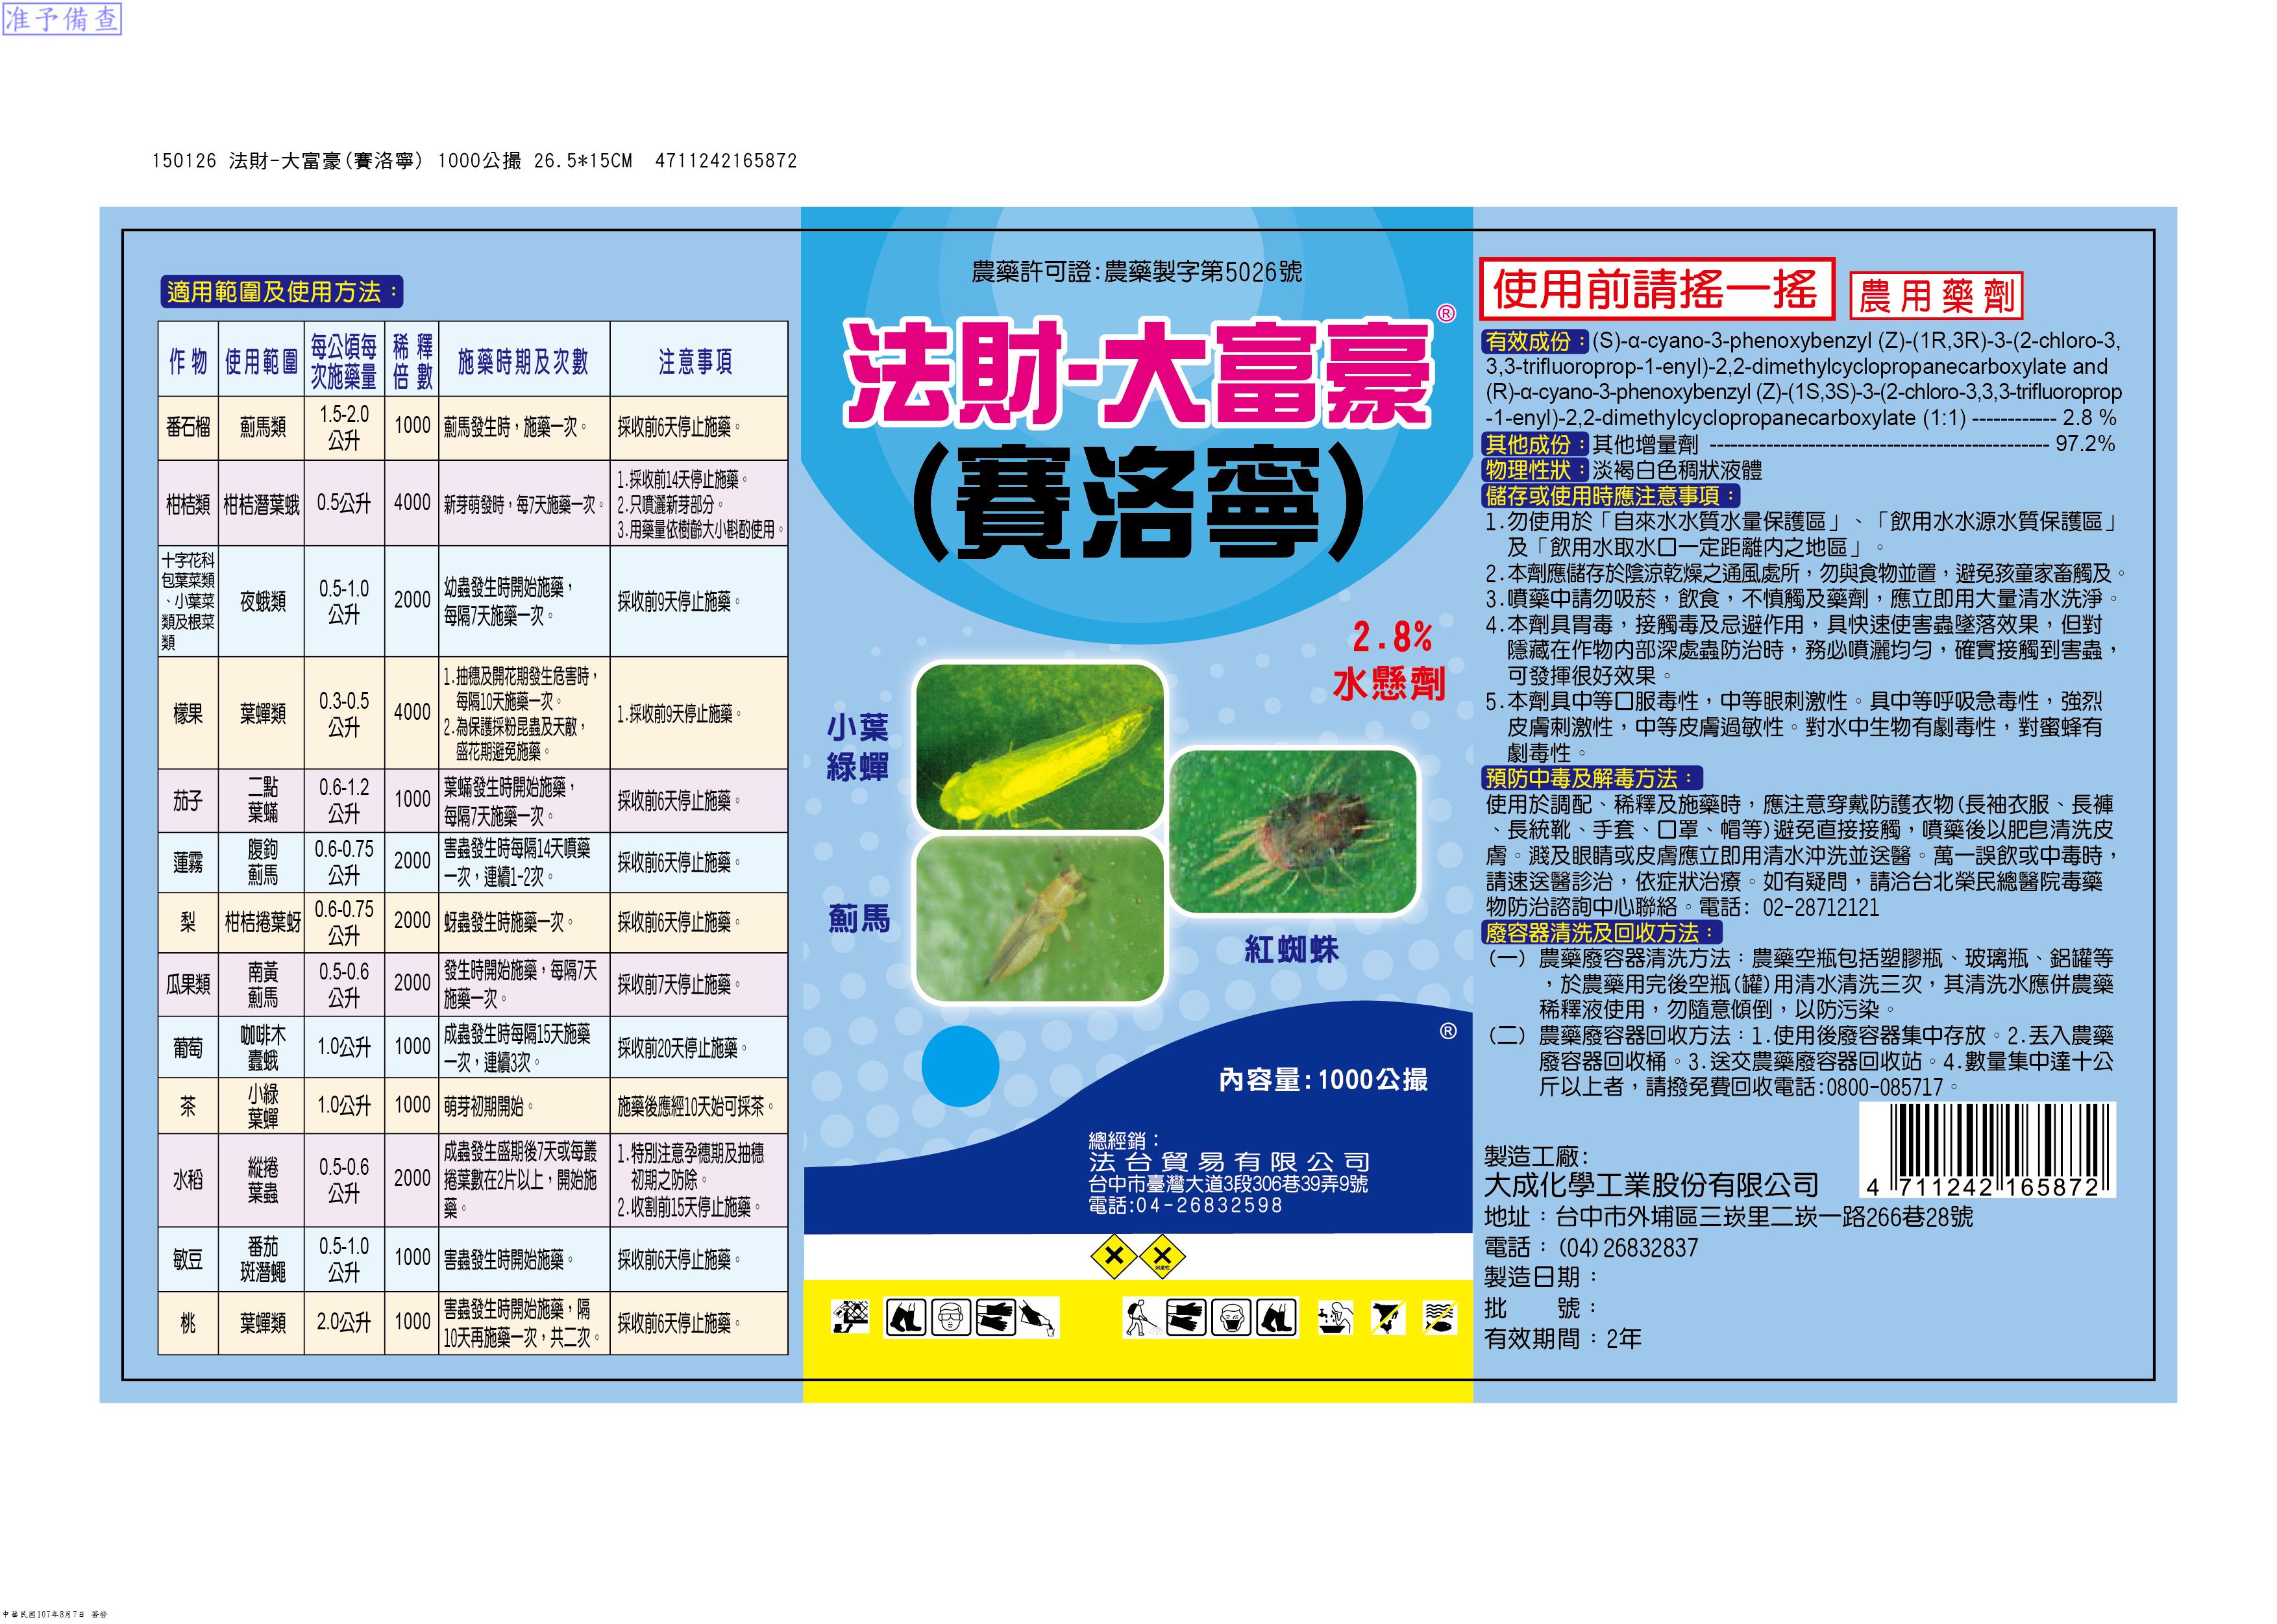 准予備查
150126 法財-大富豪(賽洛寧) 1000公撮 26.5*15CM 4711242165872
適用範圍及使用方法：
作物 使用範圍 每公頃每次施藥量 稀釋倍數 施藥時期及次數 注意事項
番石榴 薊馬類 1.5-2.0公升 1000 薊馬發生時，施藥一次。 採收前6天停止施藥。
柑桔類 柑桔潛葉蛾 0.5公升 4000 新芽萌發時，每7天施藥一次。 1.採收前14天停止施藥。
2.只噴灑新芽部分。
3.用藥量依樹齡大小斟酌使用。
十字花科包葉菜類、小葉菜類及根菜類 夜蛾類 0.5-1.0公升 2000 幼蟲發生時開始施藥，每隔7天施藥一次。 採收前9天停止施藥。
檬果 葉蟬類 0.3-0.5公升 4000 1.抽穗及開花期發生危害時，每隔10天施藥一次。
2.為保護採粉昆蟲及天敵，盛花期避免施藥。
1.採收前9天停止施藥。
茄子 二點葉蟎 0.6-1.2公升 1000 葉蟎發生時開始施藥，每隔7天施藥一次。 採收前6天停止施藥。
蓮霧 腹鉤薊馬 0.6-0.75公升 2000 害蟲發生時每隔14天噴藥一次，連續1-2次。 採收前6天停止施藥。
梨 柑桔捲葉蚜 0.6-0.75公升 2000 蚜蟲發生時施藥一次。 採收前6天停止施藥。
瓜果類 南黃薊馬 0.5-0.6公升 2000 發生時開始施藥，每隔7天施藥一次。 採收前7天停止施藥。
葡萄 咖啡木蠹蛾 1.0公升 1000 成蟲發生時每隔15天施藥一次，連續3次。 採收前20天停止施藥。
茶 小綠葉蟬 1.0公升 1000 萌芽初期開始。 施藥後應經10天始可採茶。
水稻 縱捲葉蟲 0.5-0.6公升 2000 成蟲發生盛期後7天或每叢捲葉數在2片以上，開始施藥。 1.特別注意孕穗期及抽穗初期之防除。
2.收割前15天停止施藥。
敏豆 番茄斑潛蠅 0.5-1.0公升 1000 害蟲發生時開始施藥。 採收前6天停止施藥。
桃 葉蟬類 2.0公升 1000 害蟲發生時開始施藥，隔10天再施藥一次，共二次。 採收前6天停止施藥。
農藥許可證:農藥製字第5026號
法財-大富豪®
(賽洛寧)
2.8%
水懸劑
小葉
綠蟬
薊馬
紅蜘蛛
®
內容量:1000公撮
總經銷：
法台貿易有限公司
台中市臺灣大道3段306巷39弄9號
電話:04-26832598
使用前請搖一搖
農用藥劑
有效成份：(S)-α-cyano-3-phenoxybenzyl (Z)-(1R,3R)-3-(2-chloro-3,
3,3-trifluoroprop-1-enyl)-2,2-dimethylcyclopropanecarboxylate and
(R)-α-cyano-3-phenoxybenzyl (Z)-(1S,3S)-3-(2-chloro-3,3,3-trifluoroprop
-1-enyl)-2,2-dimethylcyclopropanecarboxylate (1:1) ------------ 2.8 %
其他成份：其他增量劑 ------------------------------------------------ 97.2%
物理性狀：淡褐白色稠狀液體
儲存或使用時應注意事項：
1.勿使用於「自來水水質水量保護區」、「飲用水水源水質保護區」
及「飲用水取水口一定距離內之地區」。
2.本劑應儲存於陰涼乾燥之通風處所，勿與食物並置，避免孩童家畜觸及。
3.噴藥中請勿吸菸，飲食，不慎觸及藥劑，應立即用大量清水洗淨。
4.本劑具胃毒，接觸毒及忌避作用，具快速使害蟲墜落效果，但對
隱藏在作物內部深處蟲防治時，務必噴灑均勻，確實接觸到害蟲，
可發揮很好效果。
5.本劑具中等口服毒性，中等眼刺激性。具中等呼吸急毒性，強烈
皮膚刺激性，中等皮膚過敏性。對水中生物有劇毒性，對蜜蜂有
劇毒性。
預防中毒及解毒方法：
使用於調配、稀釋及施藥時，應注意穿戴防護衣物(長袖衣服、長褲
、長統靴、手套、口罩、帽等)避免直接接觸，噴藥後以肥皂清洗皮
膚。濺及眼睛或皮膚應立即用清水沖洗並送醫。萬一誤飲或中毒時，
請速送醫診治，依症狀治療。如有疑問，請洽台北榮民總醫院毒藥
物防治諮詢中心聯絡。電話: 02-28712121
廢容器清洗及回收方法：
(一) 農藥廢容器清洗方法：農藥空瓶包括塑膠瓶、玻璃瓶、鋁罐等
，於農藥用完後空瓶(罐)用清水清洗三次，其清洗水應併農藥
稀釋液使用，勿隨意傾倒，以防污染。
(二) 農藥廢容器回收方法：1.使用後廢容器集中存放。2.丟入農藥
廢容器回收桶。3.送交農藥廢容器回收站。4.數量集中達十公
斤以上者，請撥免費回收電話:0800-085717。
4 711242 165872
製造工廠:
大成化學工業股份有限公司
地址：台中市外埔區三崁里二崁一路266巷28號
電話：(04)26832837
製造日期：
批 號：
有效期間：2年
中華民國107年8月7日 簽發